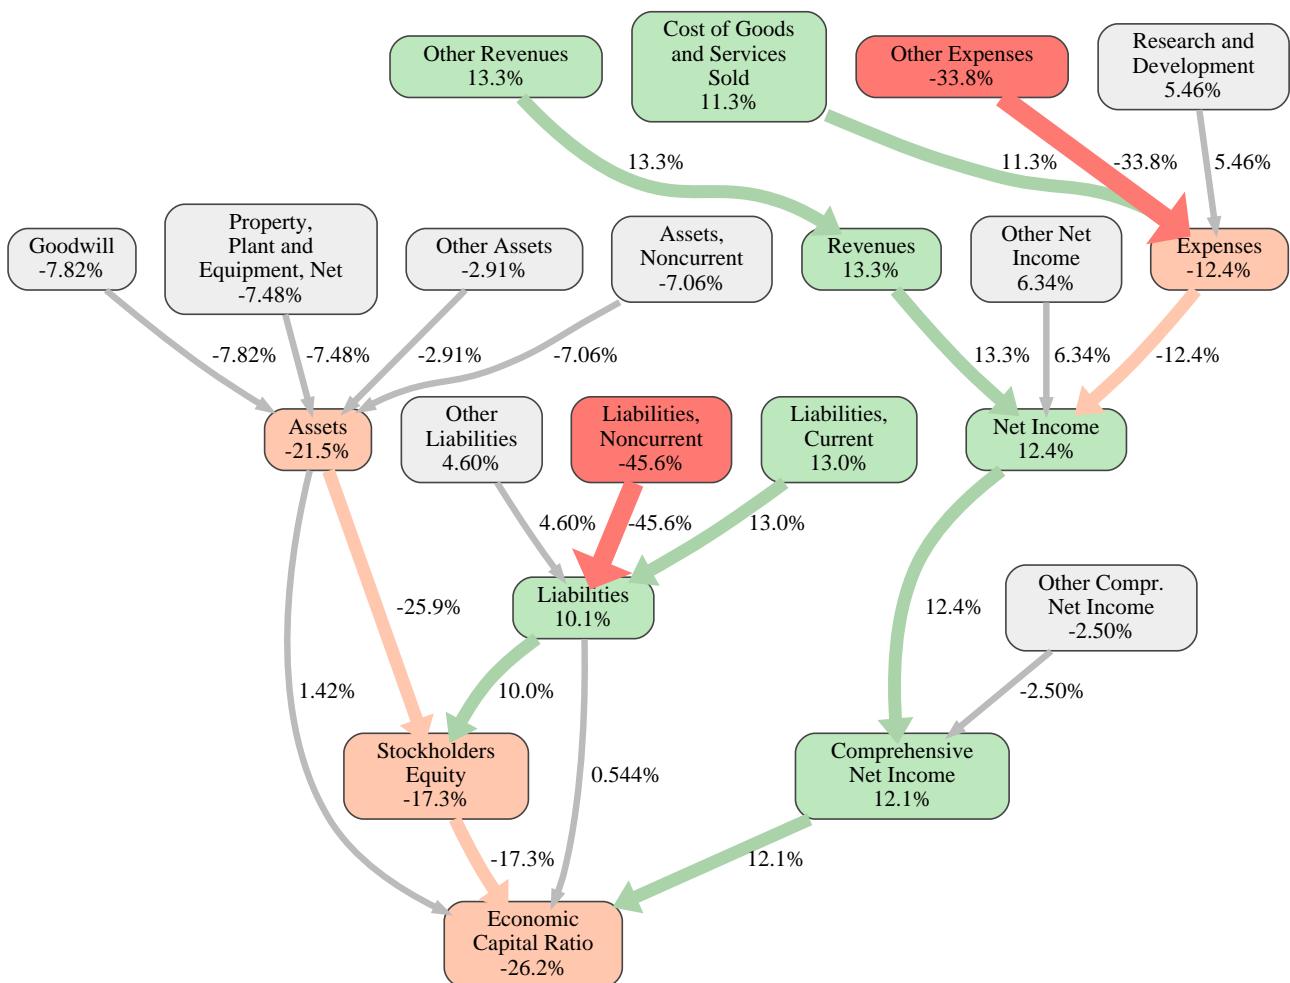 Other Revenues
13.3%
Cost of Goods
and Services
Sold
11.3%
Other Expenses
-33.8%
Research and
Development
5.46%
13.3%
11.3%
-33.8%
5.46%
Goodwill
-7.82%
Property,
Plant and
Equipment, Net
-7.48%
Other Assets
-2.91%
Assets,
Noncurrent
-7.06%
Revenues
13.3%
Other Net
Income
6.34%
Expenses
-12.4%
-7.82%
-7.48%
-2.91%
-7.06%
13.3%
6.34%
-12.4%
Assets
-21.5%
Other
Liabilities
4.60%
Liabilities,
Noncurrent
-45.6%
Liabilities,
Current
13.0%
Net Income
12.4%
4.60%
-45.6%
13.0%
-25.9%
Liabilities
10.1%
12.4%
Other Compr.
Net Income
-2.50%
1.42%
10.0%
-2.50%
Stockholders
Equity
-17.3%
0.544%
Comprehensive
Net Income
12.1%
-17.3%
12.1%
Economic
Capital Ratio
-26.2%